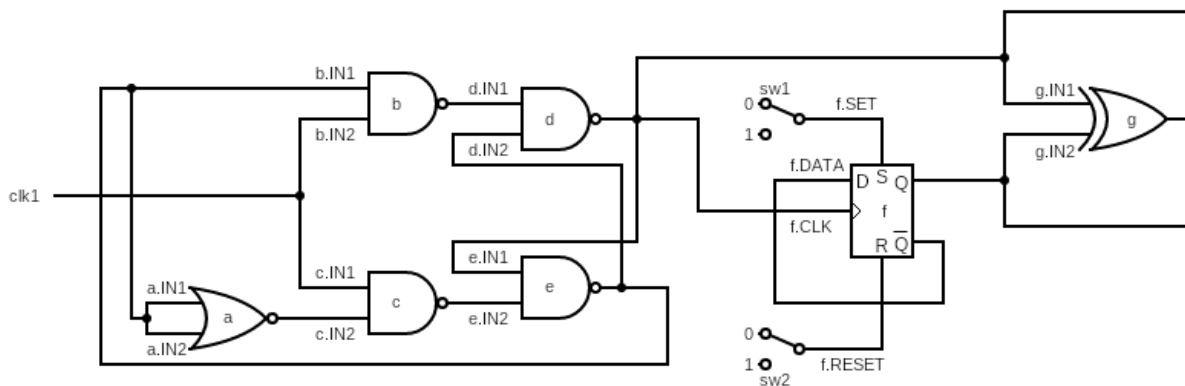 g.IN1
g
g.IN2
b.IN1
b
b.IN2
d.IN1
d
d.IN2
sw1
0
1
f.SET
f.DATA
D S Q
f.CLK
f
R Q̅
clk1
a.IN1
a
a.IN2
c.IN1
c
c.IN2
e.IN1
e
e.IN2
0
1
sw2
f.RESET